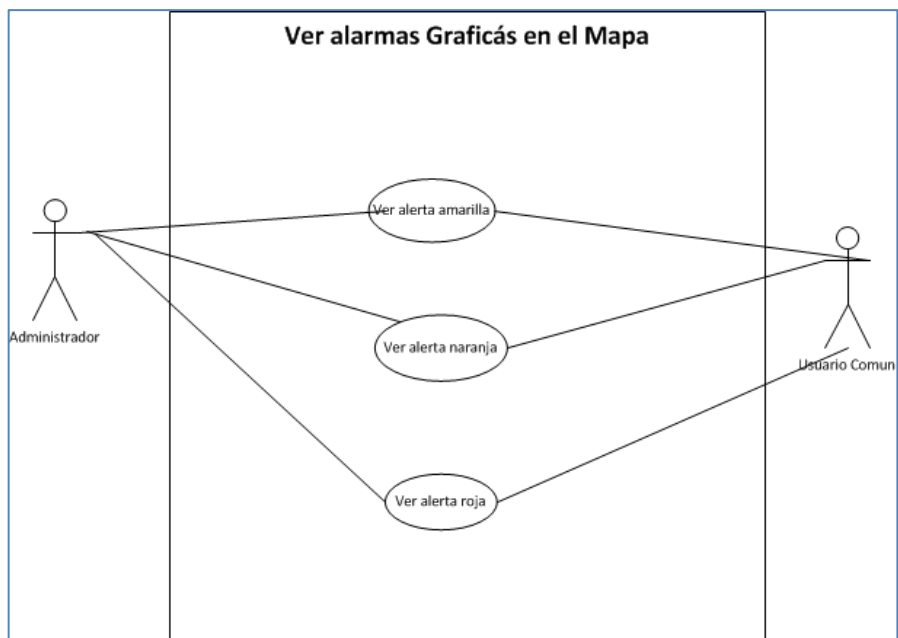 Ver alarmas Graficás en el Mapa
Ver alerta amarilla
Administrador
Ver alerta naranja
Usuario Comun
Ver alerta roja